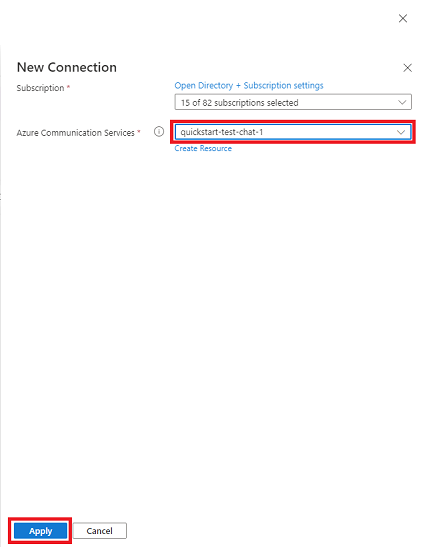 New Connection
Subscription *
Open Directory + Subscription settings
15 of 82 subscriptions selected
Azure Communication Services *
quickstart-test-chat-1
Create Resource
Apply
Cancel